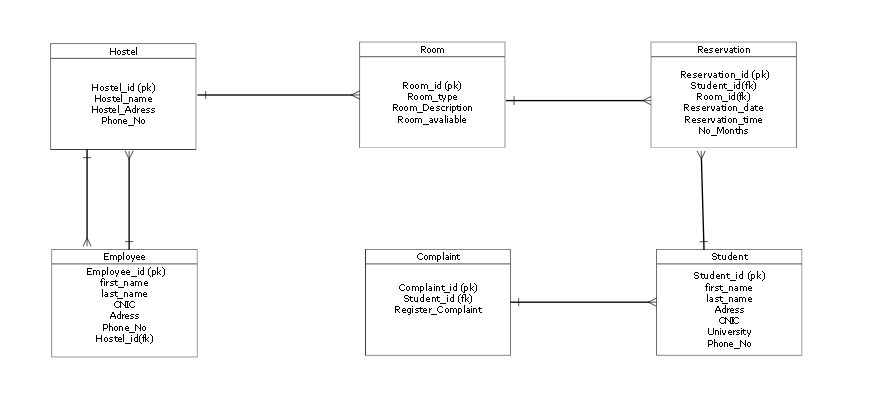 Hostel
Hostel_id (pk)
Hostel_name
Hostel_Adress
Phone_No
Room
Room_id (pk)
Room_type
Room_Description
Room_avaliable
Reservation
Reservation_id (pk)
Student_id(fk)
Room_id(fk)
Reservation_date
Reservation_time
No_Months
Employee
Employee_id (pk)
first_name
last_name
CNIC
Adress
Phone_No
Hostel_id(fk)
Complaint
Complaint_id (pk)
Student_id (fk)
Register_Complaint
Student
Student_id (pk)
first_name
last_name
Adress
CNIC
University
Phone_No